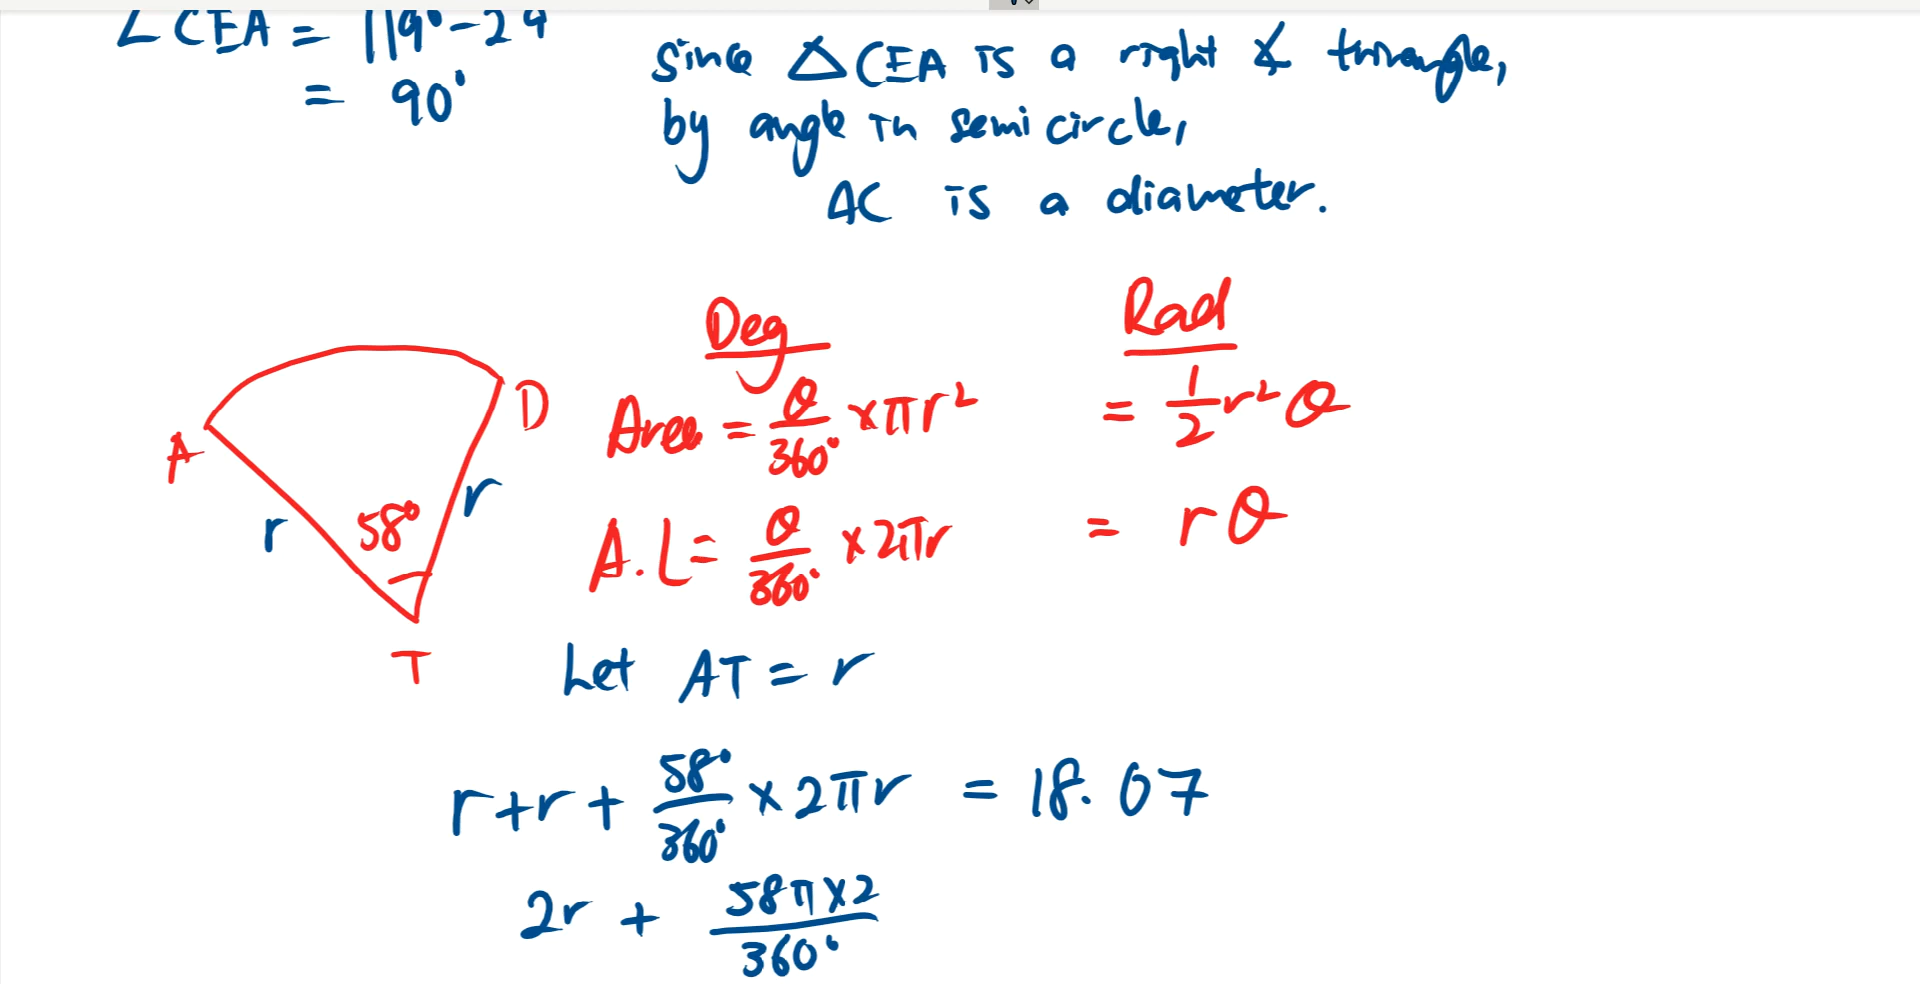 ∠CEA = 119° - 29
= 90°
since △CEA is a right ∡ triangle,
by angle in semi circle,
AC is a diameter.
Deg
Rad
Area = θ/360° × πr²
= 1/2 r² θ
A.L = θ/360° × 2πr
= rθ
A
D
r
58°
r
T
Let AT = r
r + r + 58°/360° × 2πr = 18.07
2r + 58π×2/360°